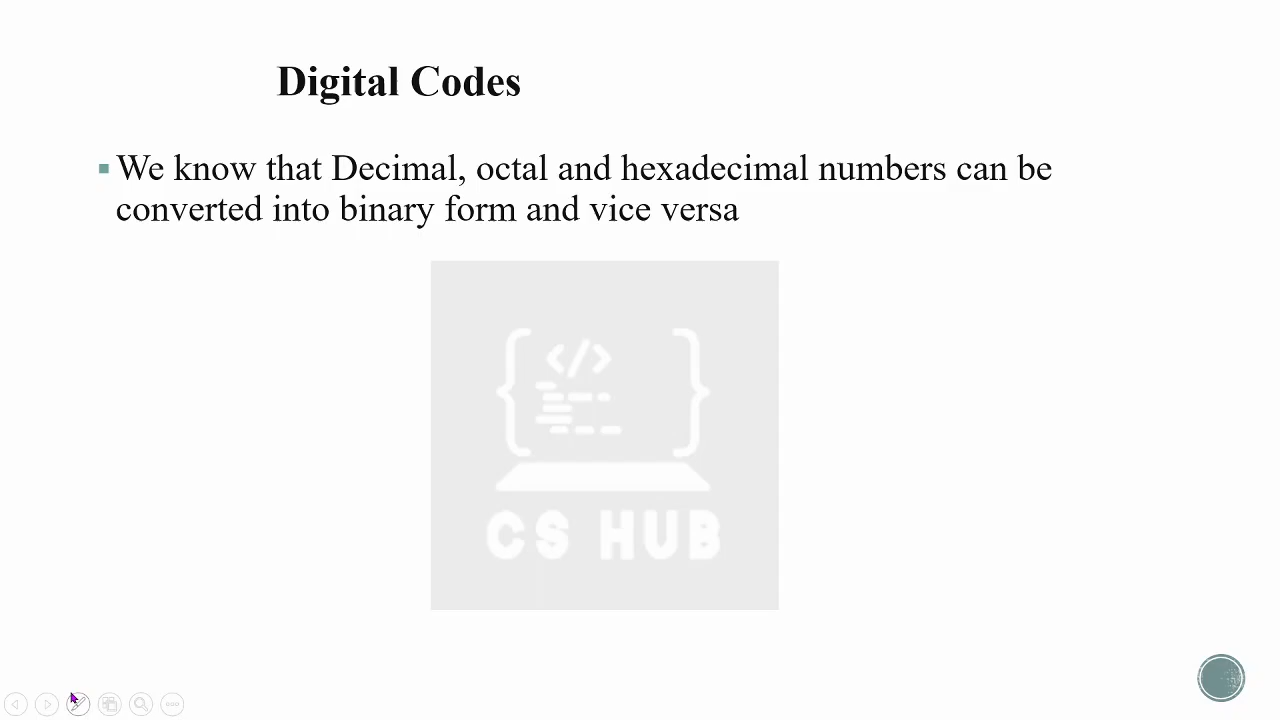 Digital Codes
We know that Decimal, octal and hexadecimal numbers can be
converted into binary form and vice versa
</>
CS HUB